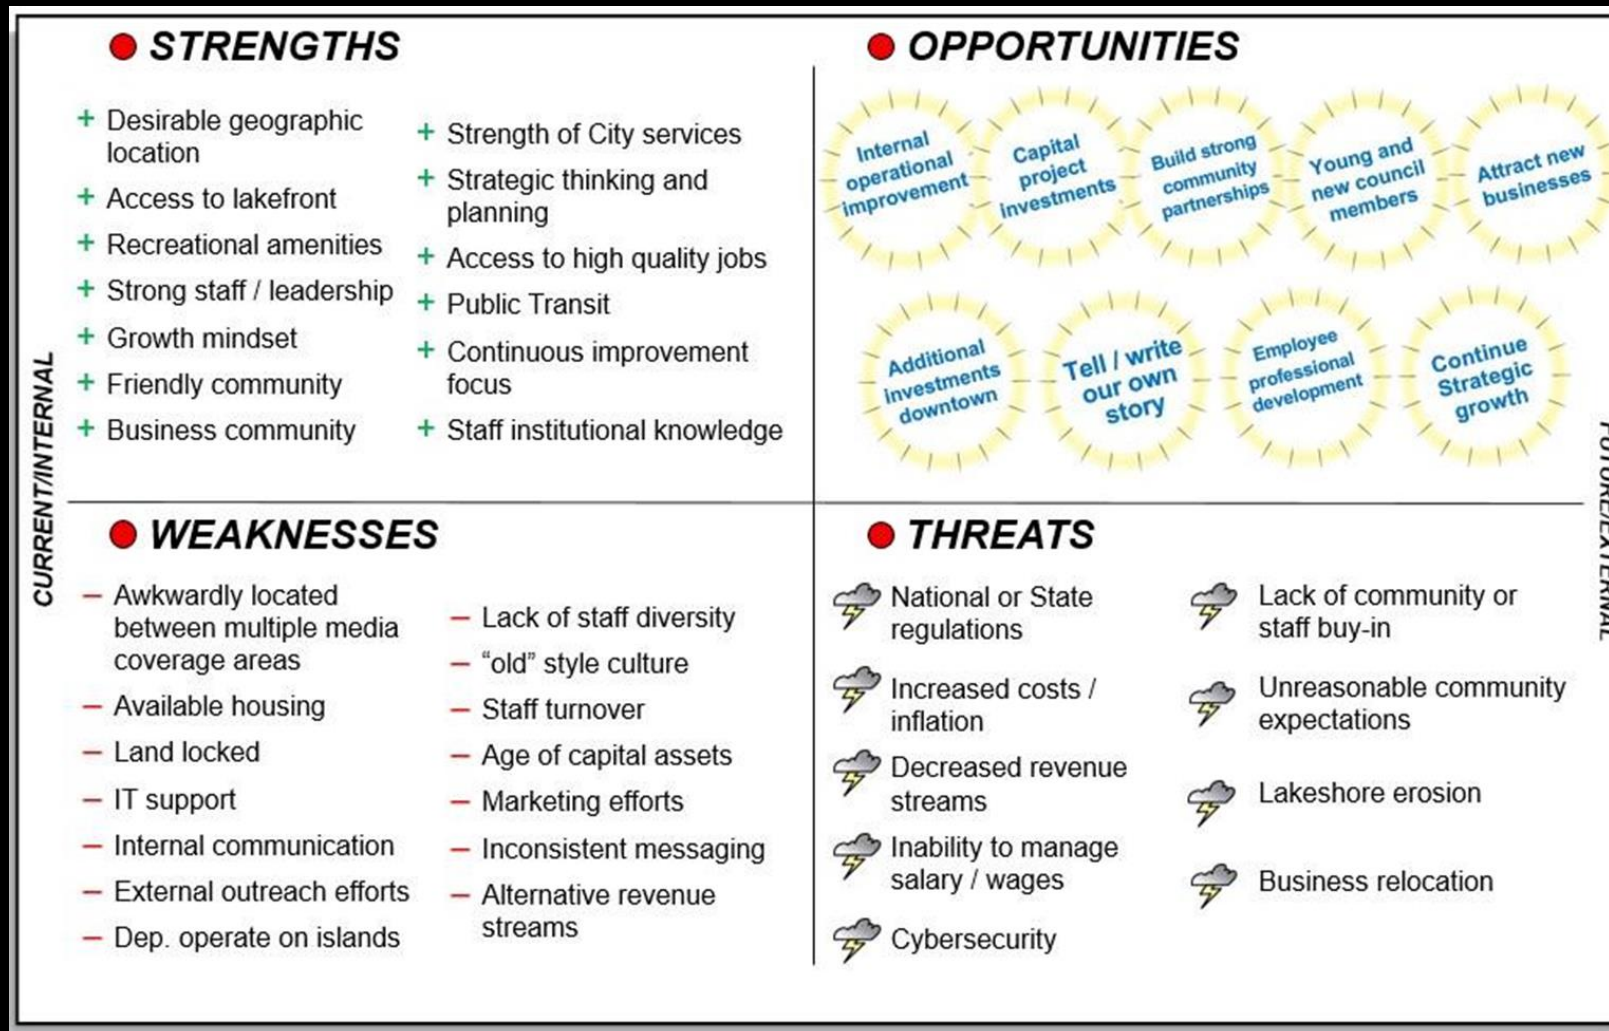 STRENGTHS
+ Desirable geographic
location
+ Access to lakefront
+ Recreational amenities
+ Strong staff / leadership
+ Growth mindset
+ Friendly community
+ Business community
+ Strength of City services
+ Strategic thinking and
planning
+ Access to high quality jobs
+ Public Transit
+ Continuous improvement
focus
+ Staff institutional knowledge
OPPORTUNITIES
Internal
operational
improvement
Capital
project
investments
Build strong
community
partnerships
Young and
new council
members
Attract new
businesses
Additional
investments
downtown
Tell / write
our own
story
Employee
professional
development
Continue
Strategic
growth
CURRENT/INTERNAL
FUTURE/EXTERNAL
WEAKNESSES
– Awkwardly located
between multiple media
coverage areas
– Available housing
– Land locked
– IT support
– Internal communication
– External outreach efforts
– Dep. operate on islands
– Lack of staff diversity
– “old” style culture
– Staff turnover
– Age of capital assets
– Marketing efforts
– Inconsistent messaging
– Alternative revenue
streams
THREATS
National or State
regulations
Increased costs /
inflation
Decreased revenue
streams
Inability to manage
salary / wages
Cybersecurity
Lack of community or
staff buy-in
Unreasonable community
expectations
Lakeshore erosion
Business relocation